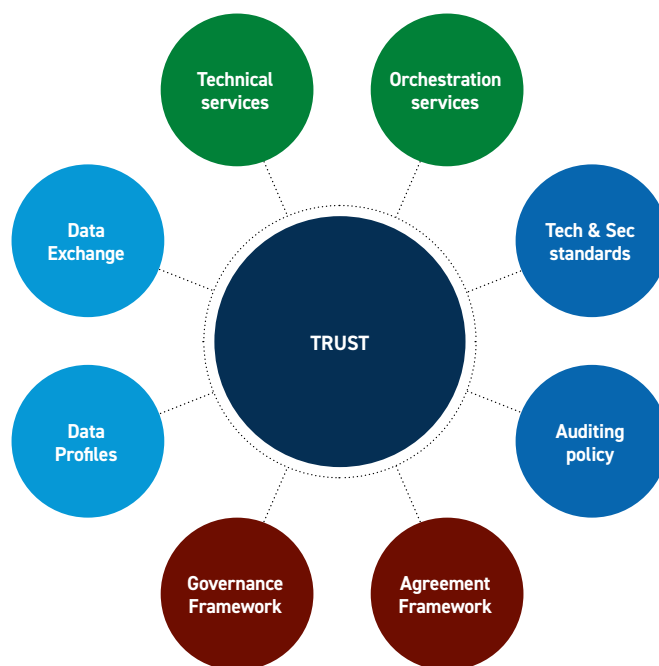 Technical
services
Orchestration
services
Data
Exchange
Tech & Sec
standards
TRUST
Data
Profiles
Auditing
policy
Governance
Framework
Agreement
Framework